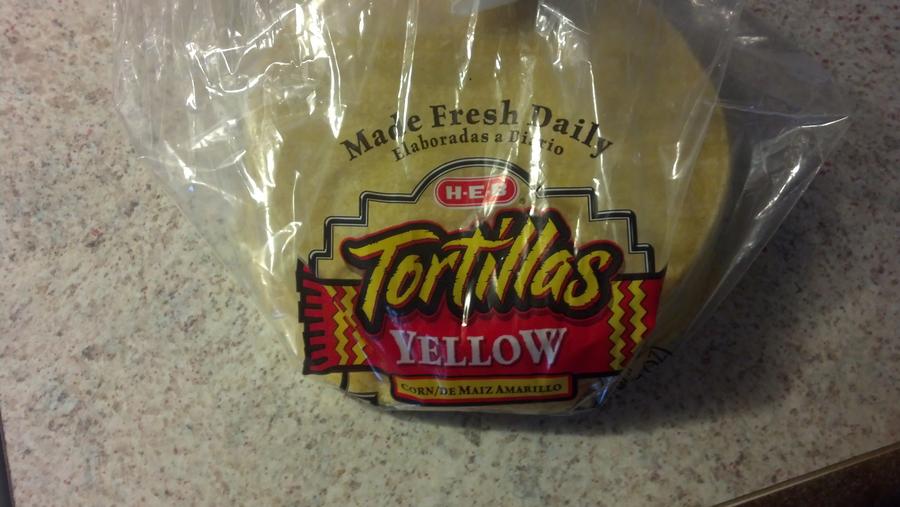 Made Fresh Daily
Elaboradas a Diario
H-E-B
Tortillas
YELLOW
CORN/DE MAIZ AMARILLO